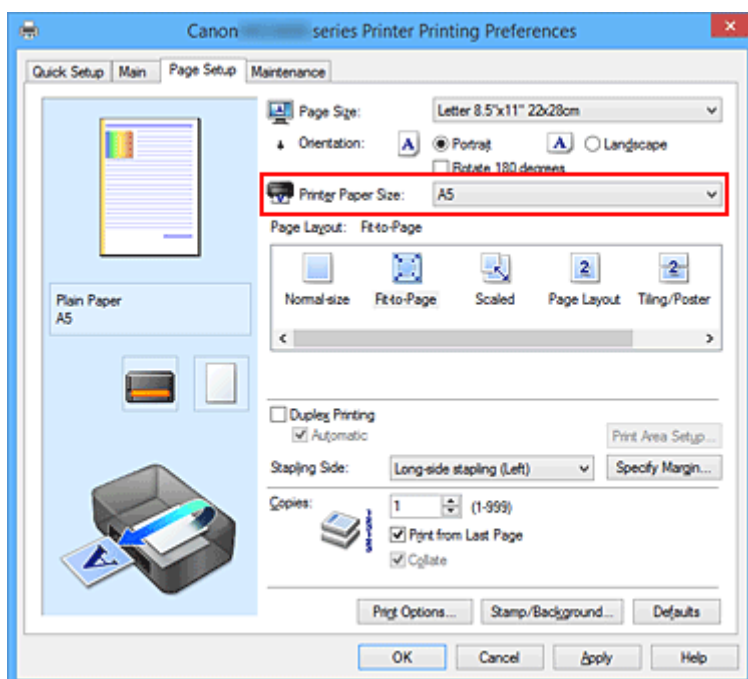 Canon series Printer Printing Preferences
Quick Setup Main Page Setup Maintenance
Page Size: Letter 8.5"x11" 22x28cm
Orientation: A Portrait A Landscape
Rotate 180 degrees
Printer Paper Size: A5
Page Layout: Fit-to-Page
2 2
Normal-size Fit-to-Page Scaled Page Layout Tiling/Poster
Plain Paper
A5
Duplex Printing
Automatic
Print Area Setup...
Stapling Side: Long-side stapling (Left) Specify Margin...
Copies: 1 (1-999)
Print from Last Page
Collate
A
Print Options... Stamp/Background... Defaults
OK Cancel Apply Help